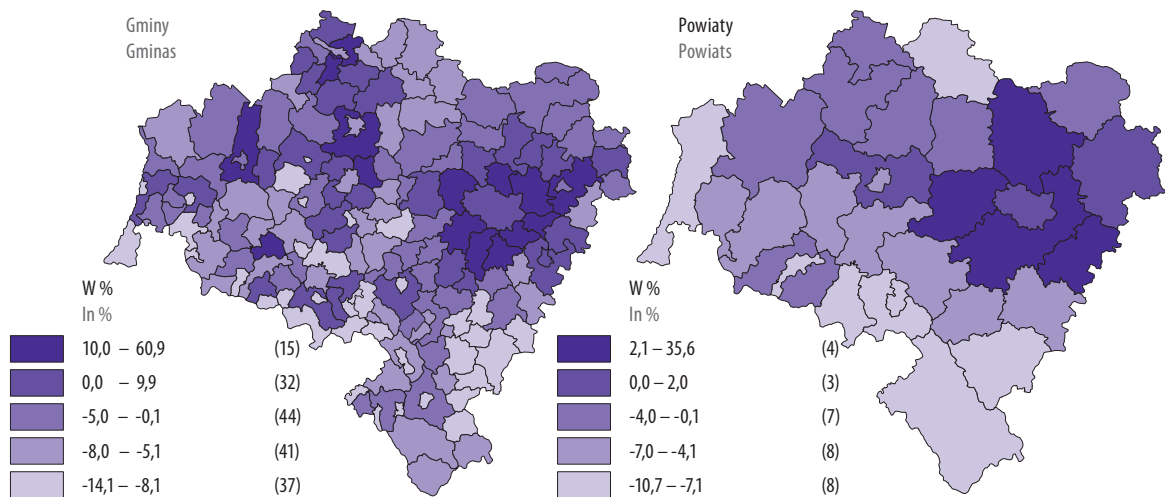 Gminy
Gminas
W %
In %
10,0 – 60,9 (15)
0,0 – 9,9 (32)
-5,0 – -0,1 (44)
-8,0 – -5,1 (41)
-14,1 – -8,1 (37)
Powiaty
Powiats
W %
In %
2,1 – 35,6 (4)
0,0 – 2,0 (3)
-4,0 – -0,1 (7)
-7,0 – -4,1 (8)
-10,7 – -7,1 (8)